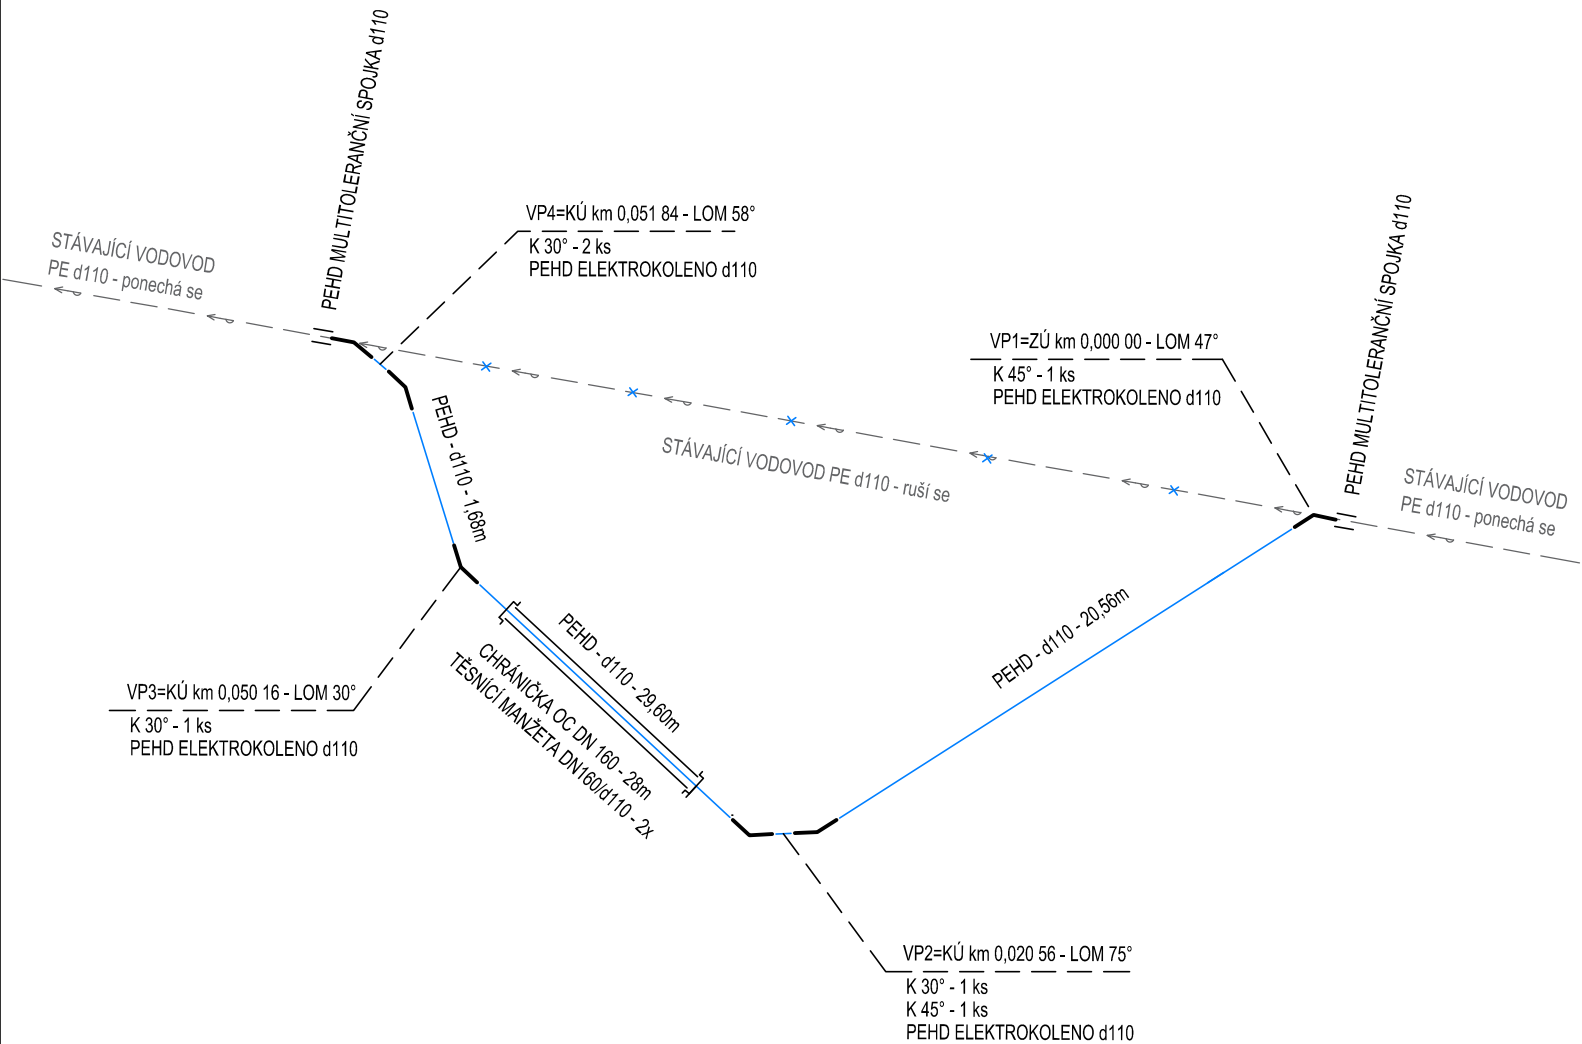 PEHD MULTITOLERANČNÍ SPOJKA d110
VP4=KÚ km 0,051 84 - LOM 58°
K 30° - 2 ks
PEHD ELEKTROKOLENO d110
STÁVAJÍCÍ VODOVOD
PE d110 - ponechá se
PEHD MULTITOLERANČNÍ SPOJKA d110
VP1=ZÚ km 0,000 00 - LOM 47°
K 45° - 1 ks
PEHD ELEKTROKOLENO d110
STÁVAJÍCÍ VODOVOD PE d110 - ruší se
STÁVAJÍCÍ VODOVOD
PE d110 - ponechá se
PEHD - d110 - 1,68m
PEHD - d110 - 29,60m
CHRÁNIČKA OC DN 160 - 28m
TĚSNÍCÍ MANŽETA DN160/d110 - 2x
PEHD - d110 - 20,56m
VP3=KÚ km 0,050 16 - LOM 30°
K 30° - 1 ks
PEHD ELEKTROKOLENO d110
VP2=KÚ km 0,020 56 - LOM 75°
K 30° - 1 ks
K 45° - 1 ks
PEHD ELEKTROKOLENO d110